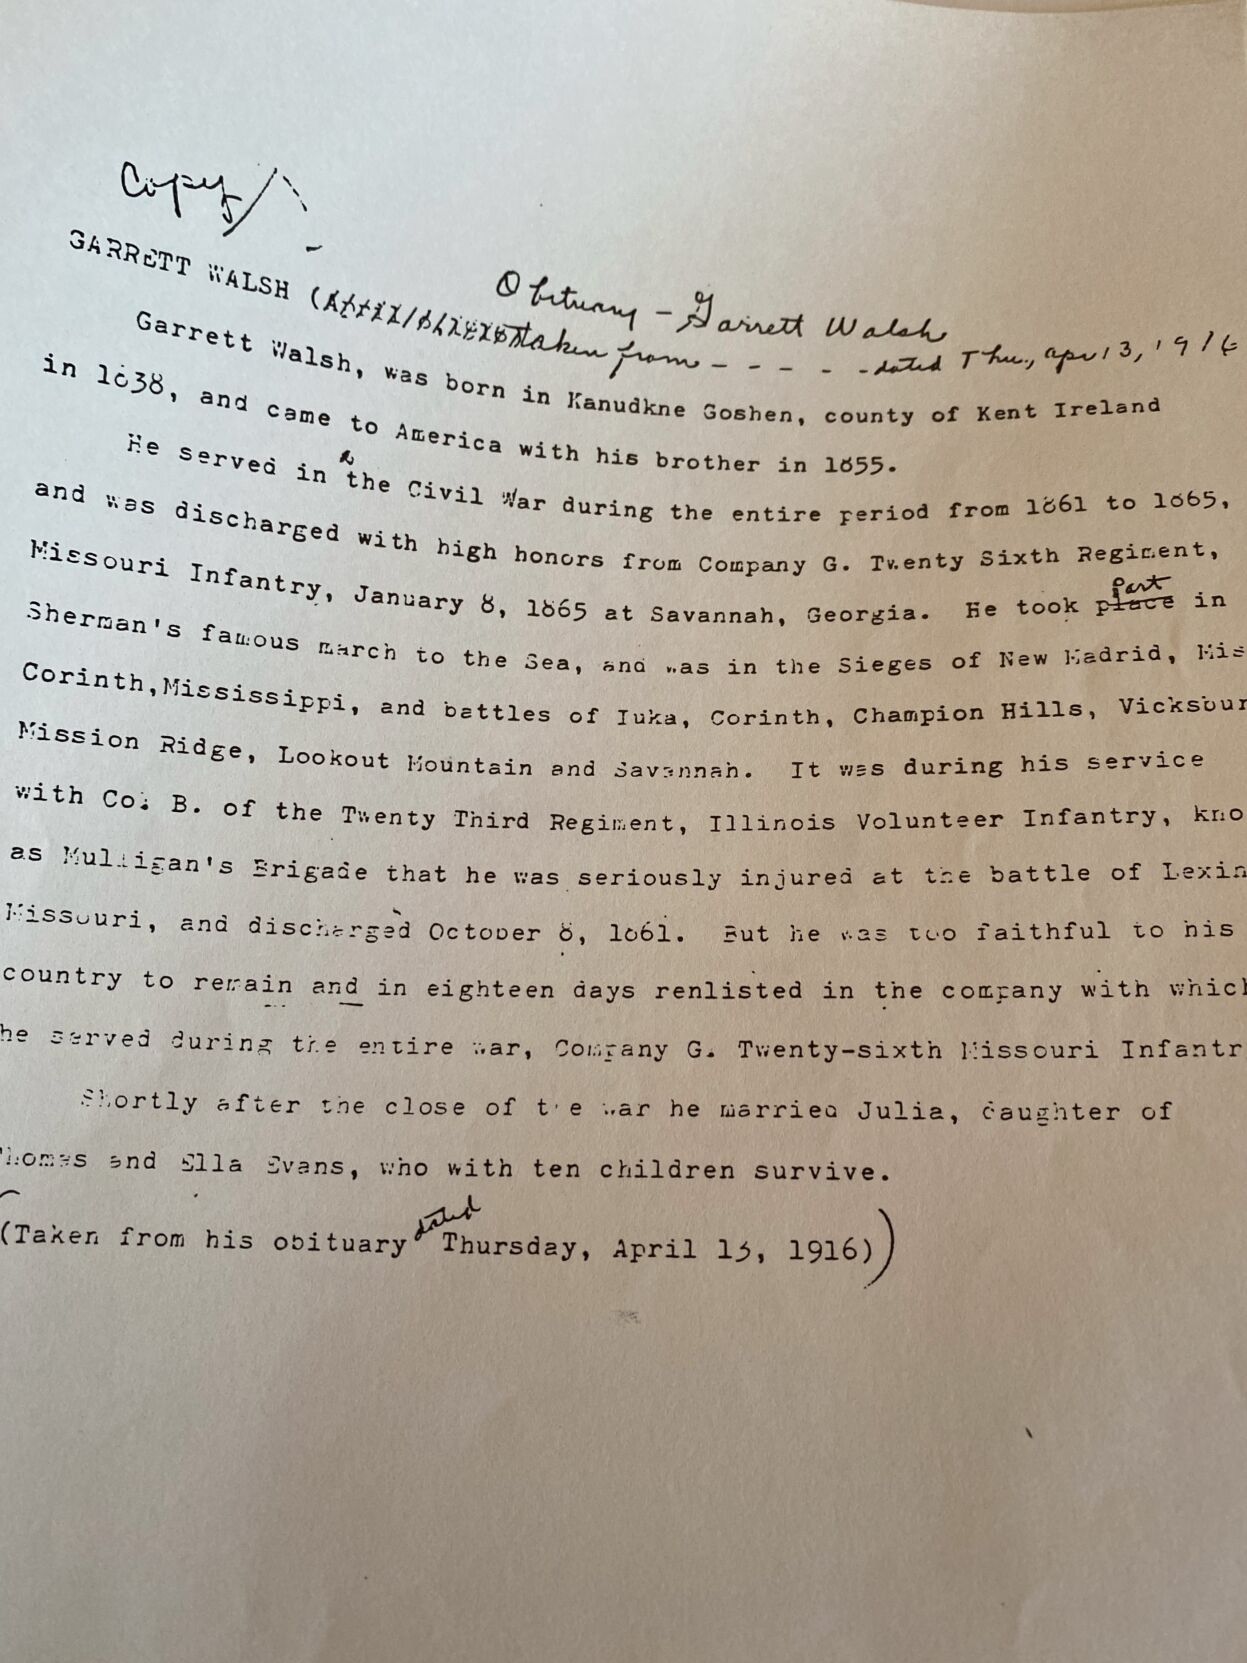 Copy
GARRETT WALSH (
Obituary - Garrett Walsh
taken from - - - - - dated Thu., apr 13, 1916
Garrett Walsh, was born in Kanudkne Goshen, county of Kent Ireland
in 1838, and came to America with his brother in 1855.
He served in the Civil War during the entire period from 1861 to 1865,
and was discharged with high honors from Company G. Twenty Sixth Regiment,
Missouri Infantry, January 8, 1865 at Savannah, Georgia. He took place part in
Sherman's famous march to the Sea, and was in the Sieges of New Madrid, Mis
Corinth,Mississippi, and battles of Iuka, Corinth, Champion Hills, Vicksbur
Mission Ridge, Lookout Mountain and Savannah. It was during his service
with Co. B. of the Twenty Third Regiment, Illinois Volunteer Infantry, kno
as Mulligan's Brigade that he was seriously injured at the battle of Lexin
Missouri, and discharged October 8, 1861. But he was too faithful to his
country to remain and in eighteen days renlisted in the company with which
he served during the entire war, Company G. Twenty-sixth Missouri Infantr
Shortly after the close of the war he married Julia, daughter of
Thomas and Ella Evans, who with ten children survive.
(Taken from his obituary dated Thursday, April 13, 1916))